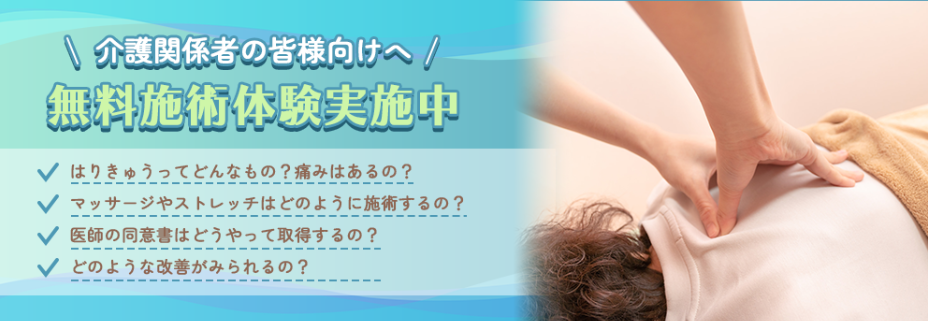 介護関係者の皆様向けへ
無料施術体験実施中
はりきゅうってどんなもの？痛みはあるの？
マッサージやストレッチはどのように施術するの？
医師の同意書はどうやって取得するの？
どのような改善がみられるの？